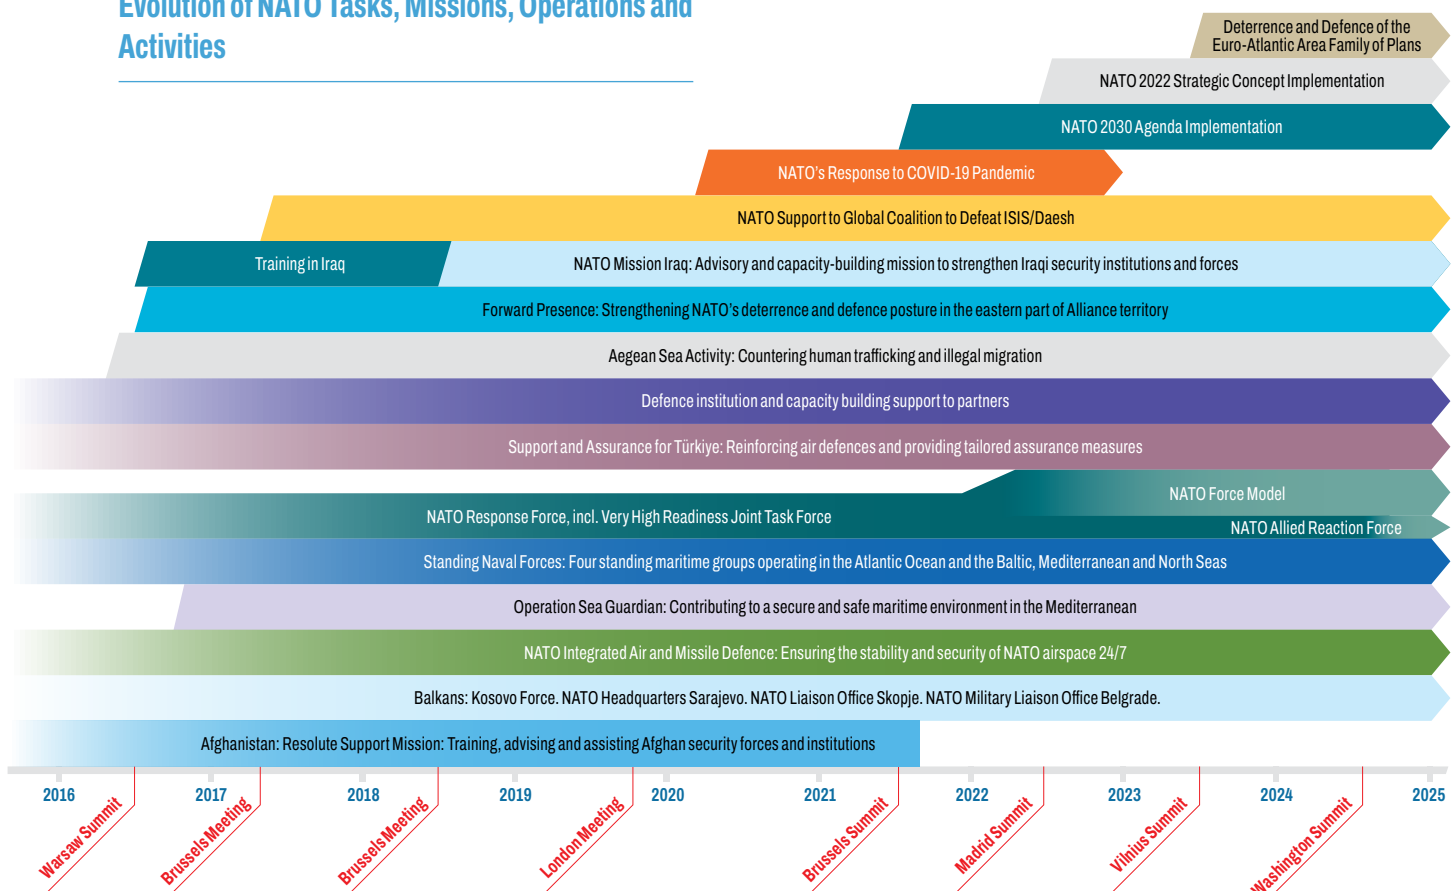 Evolution of NATO Tasks, Missions, Operations and
Activities
Deterrence and Defence of the
Euro-Atlantic Area Family of Plans
NATO 2022 Strategic Concept Implementation
NATO 2030 Agenda Implementation
NATO's Response to COVID-19 Pandemic
NATO Support to Global Coalition to Defeat ISIS/Daesh
Training in Iraq
NATO Mission Iraq: Advisory and capacity-building mission to strengthen Iraqi security institutions and forces
Forward Presence: Strengthening NATO's deterrence and defence posture in the eastern part of Alliance territory
Aegean Sea Activity: Countering human trafficking and illegal migration
Defence institution and capacity building support to partners
Support and Assurance for Türkiye: Reinforcing air defences and providing tailored assurance measures
NATO Force Model
NATO Response Force, incl. Very High Readiness Joint Task Force
NATO Allied Reaction Force
Standing Naval Forces: Four standing maritime groups operating in the Atlantic Ocean and the Baltic, Mediterranean and North Seas
Operation Sea Guardian: Contributing to a secure and safe maritime environment in the Mediterranean
NATO Integrated Air and Missile Defence: Ensuring the stability and security of NATO airspace 24/7
Balkans: Kosovo Force. NATO Headquarters Sarajevo. NATO Liaison Office Skopje. NATO Military Liaison Office Belgrade.
Afghanistan: Resolute Support Mission: Training, advising and assisting Afghan security forces and institutions
2016
2017
2018
2019
2020
2021
2022
2023
2024
2025
Warsaw Summit
Brussels Meeting
Brussels Meeting
London Meeting
Brussels Summit
Madrid Summit
Vilnius Summit
Washington Summit